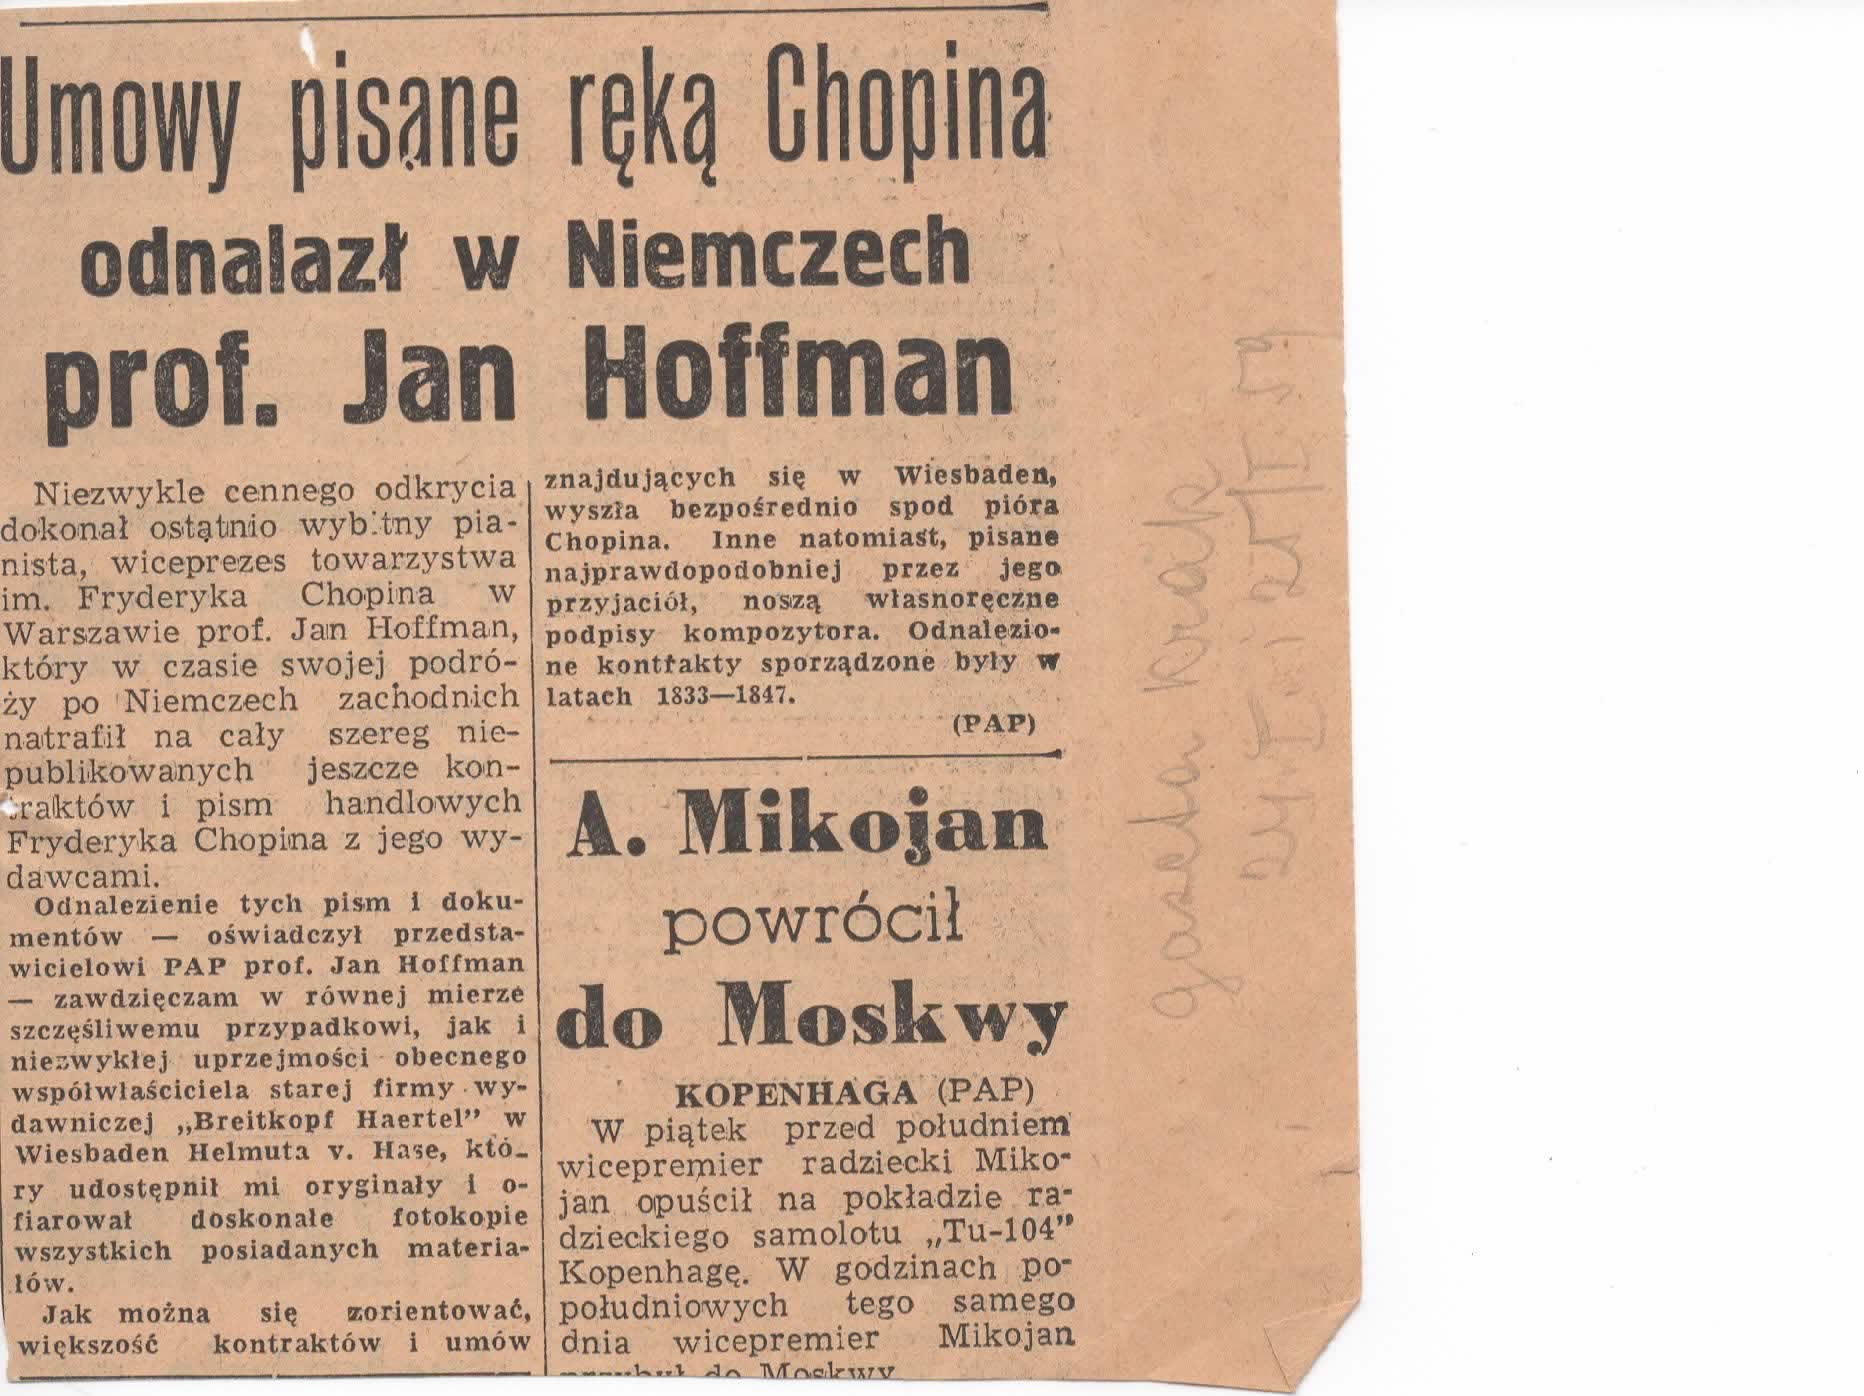 Umowy pisane ręką Chopina
odnalazł w Niemczech
prof. Jan Hoffman
Niezwykle cennego odkrycia
dokonał ostatnio wybitny pia-
nista, wiceprezes towarzystwa
im. Fryderyka Chopina w
Warszawie prof. Jan Hoffman,
który w czasie swojej podró-
ży po Niemczech zachodnich
natrafił na cały szereg nie-
publikowanych jeszcze kon-
traktów i pism handlowych
Fryderyka Chopina z jego wy-
dawcami.
Odnalezienie tych pism i doku-
mentów — oświadczył przedsta-
wicielowi PAP prof. Jan Hoffman
— zawdzięczam w równej mierze
szczęśliwemu przypadkowi, jak i
niezwykłej uprzejmości obecnego
współwłaściciela starej firmy wy-
dawniczej „Breitkopf Haertel” w
Wiesbaden Helmuta v. Hase, któ-
ry udostępnił mi oryginały i o-
fiarował doskonałe fotokopie
wszystkich posiadanych materia-
łów.
Jak można się zorientować,
większość kontraktów i umów
znajdujących się w Wiesbaden,
wyszła bezpośrednio spod pióra
Chopina. Inne natomiast, pisane
najprawdopodobniej przez jego
przyjaciół, noszą własnoręczne
podpisy kompozytora. Odnalezio-
ne kontrakty sporządzone były w
latach 1833—1847.
(PAP)
A. Mikojan
powrócił
do Moskwy
KOPENHAGA (PAP)
W piątek przed południem
wicepremier radziecki Miko-
jan opuścił na pokładzie ra-
dzieckiego samolotu „Tu-104”
Kopenhagę. W godzinach po-
południowych tego samego
dnia wicepremier Mikojan
przybył do Moskwy
gazeta krak